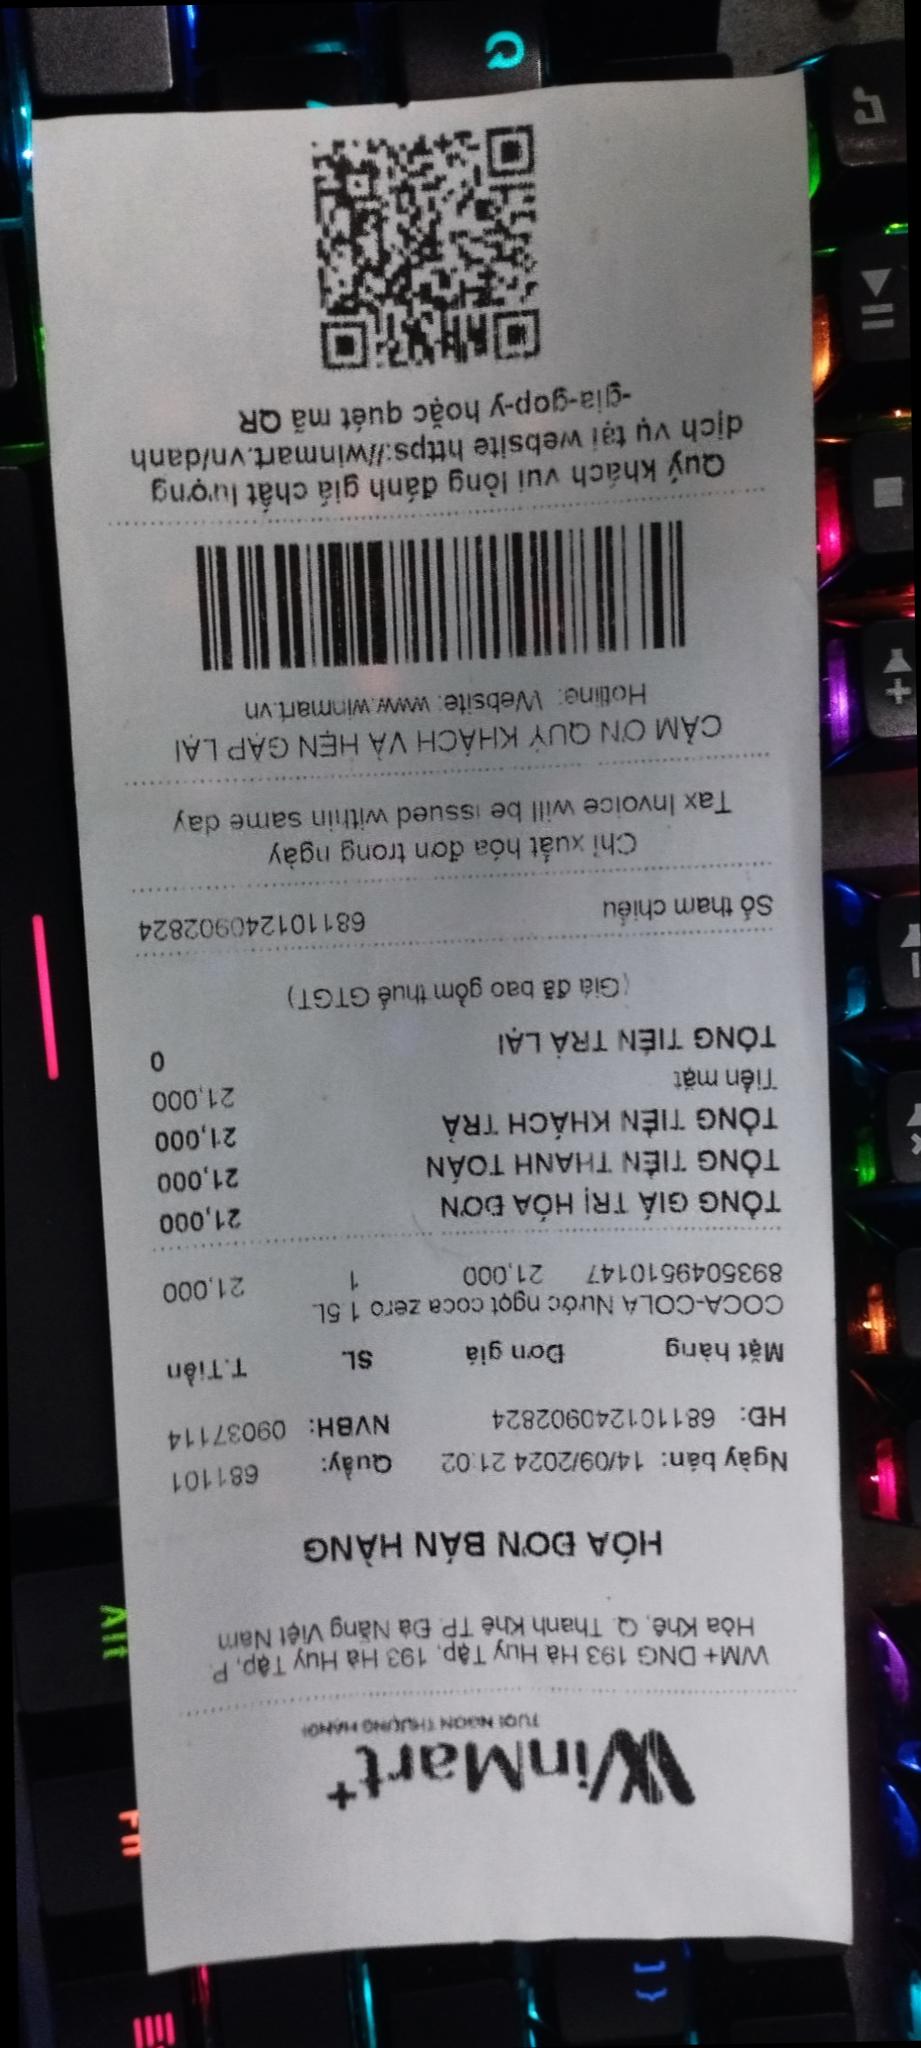 WinMart+
TƯƠI NGON THƯỢNG HẠNG!
WM+ DNG 193 Hà Huy Tập, 193 Hà Huy Tập, P.
Hòa Khê, Q. Thanh Khê TP. Đà Nẵng Việt Nam
HÓA ĐƠN BÁN HÀNG
Ngày bán: 14/09/2024 21:02 Quầy: 681101
HĐ: 68110124090282​4 NVBH: 09037114
Mặt hàng Đơn giá SL T.Tiền
COCA-COLA Nước ngọt coca zero 1.5L
8935049510147 21,000 1 21,000
TỔNG GIÁ TRỊ HÓA ĐƠN 21,000
TỔNG TIỀN THANH TOÁN 21,000
TỔNG TIỀN KHÁCH TRẢ 21,000
Tiền mặt 21,000
TỔNG TIỀN TRẢ LẠI 0
(Giá đã bao gồm thuế GTGT)
Số tham chiếu 681101240902824
Chỉ xuất hóa đơn trong ngày
Tax Invoice will be issued within same day
CẢM ƠN QUÝ KHÁCH VÀ HẸN GẶP LẠI
Hotline: Website: www.winmart.vn
Quý khách vui lòng đánh giá chất lượng
dịch vụ tại website https://winmart.vn/danh
-gia-gop-y hoặc quét mã QR
Alt
Fn